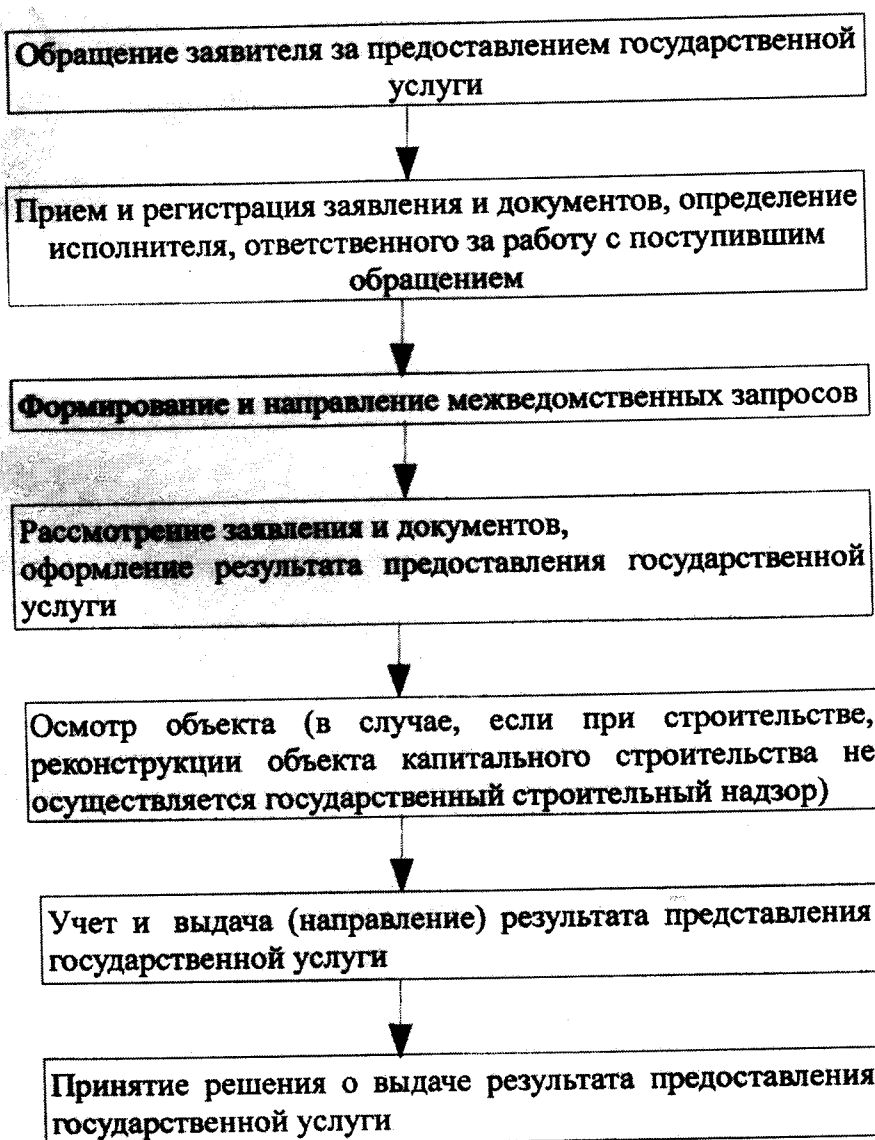 Обращение заявителя за предоставлением государственной
услуги
Прием и регистрация заявления и документов, определение
исполнителя, ответственного за работу с поступившим
обращением
Формирование и направление межведомственных запросов
Рассмотрение заявления и документов,
оформление результата предоставления государственной
услуги
Осмотр объекта (в случае, если при строительстве,
реконструкции объекта капитального строительства не
осуществляется государственный строительный надзор)
Учет и выдача (направление) результата представления
государственной услуги
Принятие решения о выдаче результата предоставления
государственной услуги